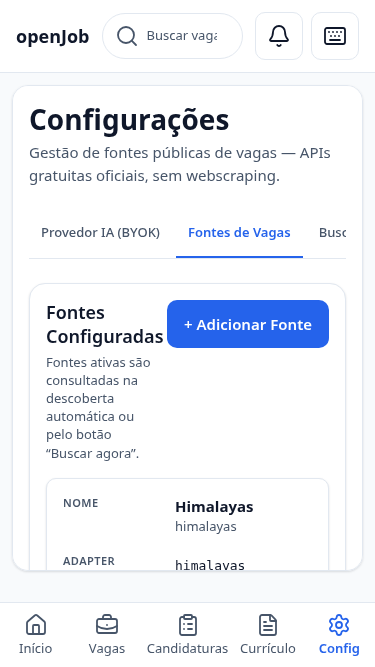 openJob
Buscar vaga
Configurações
Gestão de fontes públicas de vagas — APIs
gratuitas oficiais, sem webscraping.
Provedor IA (BYOK)
Fontes de Vagas
Busc
Fontes
Configuradas
+ Adicionar Fonte
Fontes ativas são
consultadas na
descoberta
automática ou
pelo botão
“Buscar agora”.
NOME
Himalayas
himalayas
ADAPTER
himalayas
Início
Vagas
Candidaturas
Currículo
Config